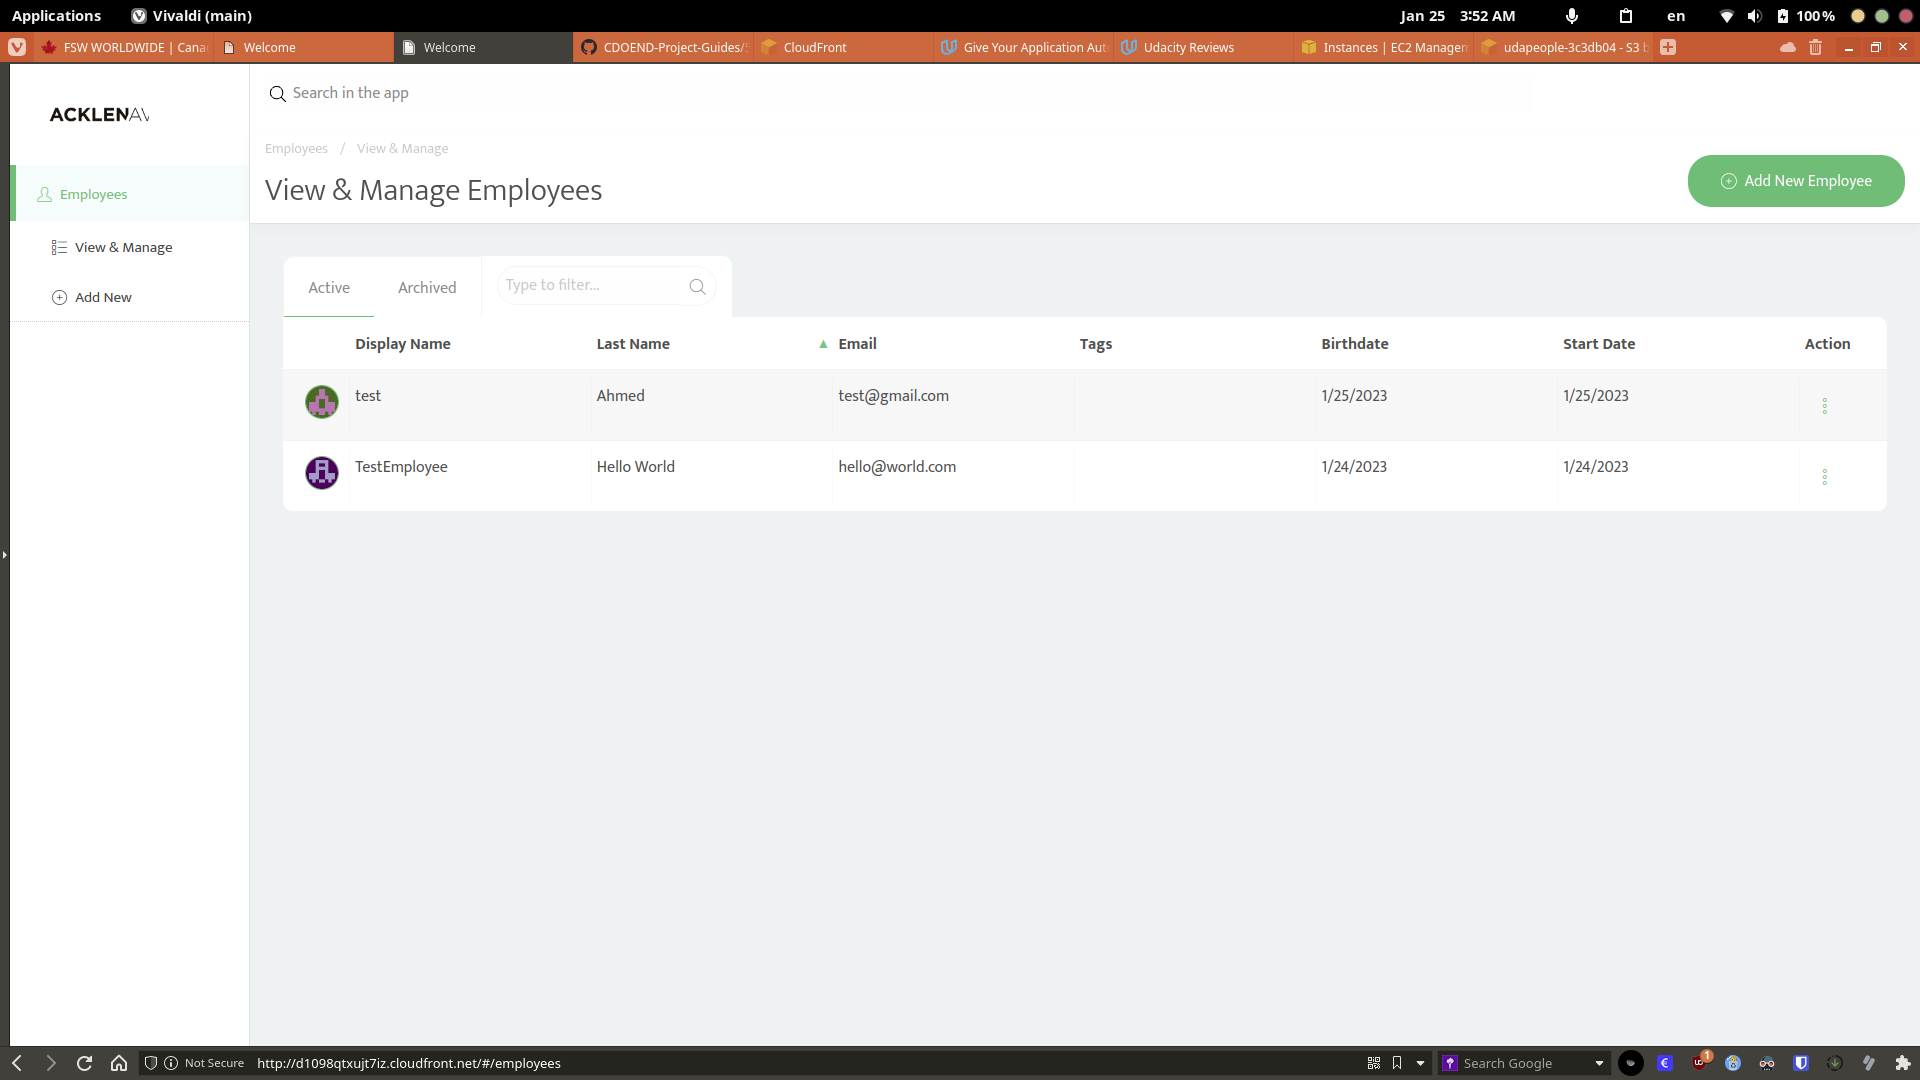 Applications Vivaldi (main) Jan 25 3:52 AM en 100%
FSW WORLDWIDE | Cana Welcome Welcome CDOEND-Project-Guides/ CloudFront Give Your Application Aut Udacity Reviews Instances | EC2 Managem udapeople-3c3db04 - S3 b
ACKLENAV
Search in the app
Employees / View & Manage
View & Manage Employees
Add New Employee
Employees
View & Manage
Add New
Active Archived Type to filter...
Display Name Last Name ▲ Email Tags Birthdate Start Date Action
test Ahmed test@gmail.com 1/25/2023 1/25/2023
TestEmployee Hello World hello@world.com 1/24/2023 1/24/2023
Not Secure http://d1098qtxujt7iz.cloudfront.net/#/employees Search Google 1